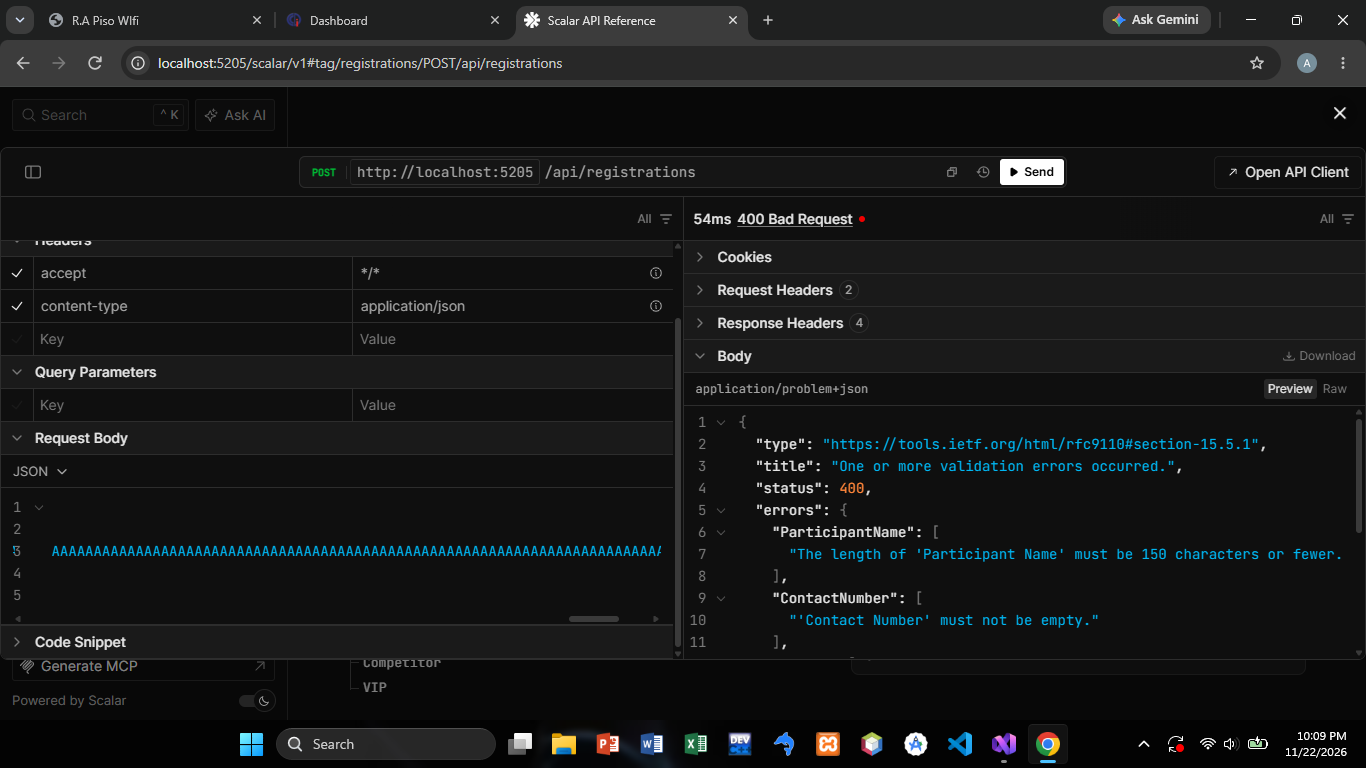 R.A Piso WIfi
Dashboard
Scalar API Reference
Ask Gemini
localhost:5205/scalar/v1#tag/registrations/POST/api/registrations
A
Search
^ K
Ask AI
POST
http://localhost:5205
/api/registrations
Send
Open API Client
All
54ms 400 Bad Request
All
Headers
accept
*/*
content-type
application/json
Key
Value
Query Parameters
Key
Value
Request Body
JSON
1
2
3
4
5
Code Snippet
Cookies
Request Headers 2
Response Headers 4
Body
Download
application/problem+json
Preview
Raw
1 {
2 "type": "https://tools.ietf.org/html/rfc9110#section-15.5.1",
3 "title": "One or more validation errors occurred.",
4 "status": 400,
5 "errors": {
6 "ParticipantName": [
7 "The length of 'Participant Name' must be 150 characters or fewer.
8 ],
9 "ContactNumber": [
10 "'Contact Number' must not be empty."
11 ],
Generate MCP
Powered by Scalar
Competitor
VIP
Search
DEV
10:09 PM
11/22/2026